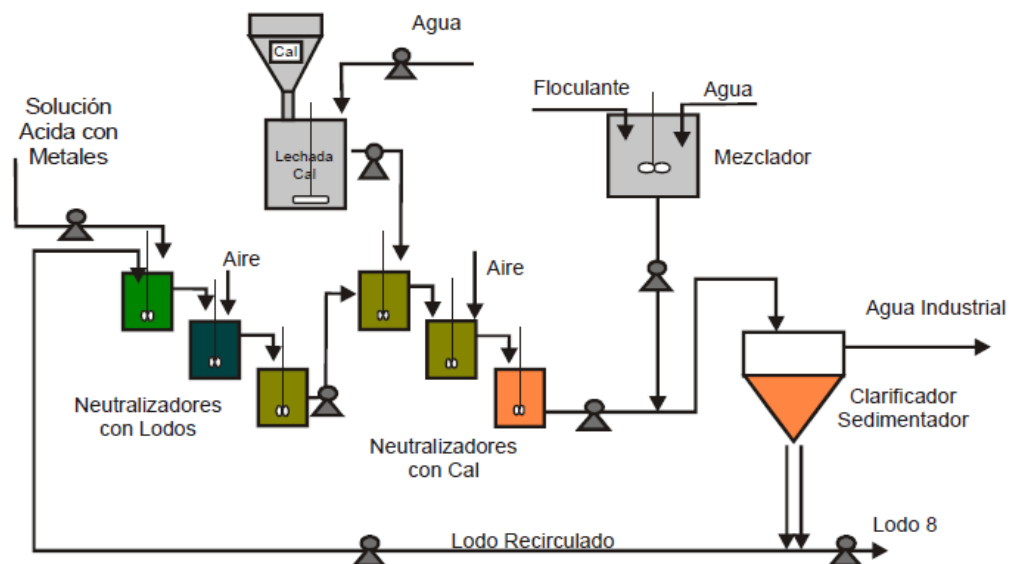 Cal
Agua
Solución
Acida con
Metales
Lechada
Cal
Floculante
Agua
Mezclador
Aire
Aire
Agua Industrial
Neutralizadores
con Lodos
Neutralizadores
con Cal
Clarificador
Sedimentador
Lodo Recirculado
Lodo 8